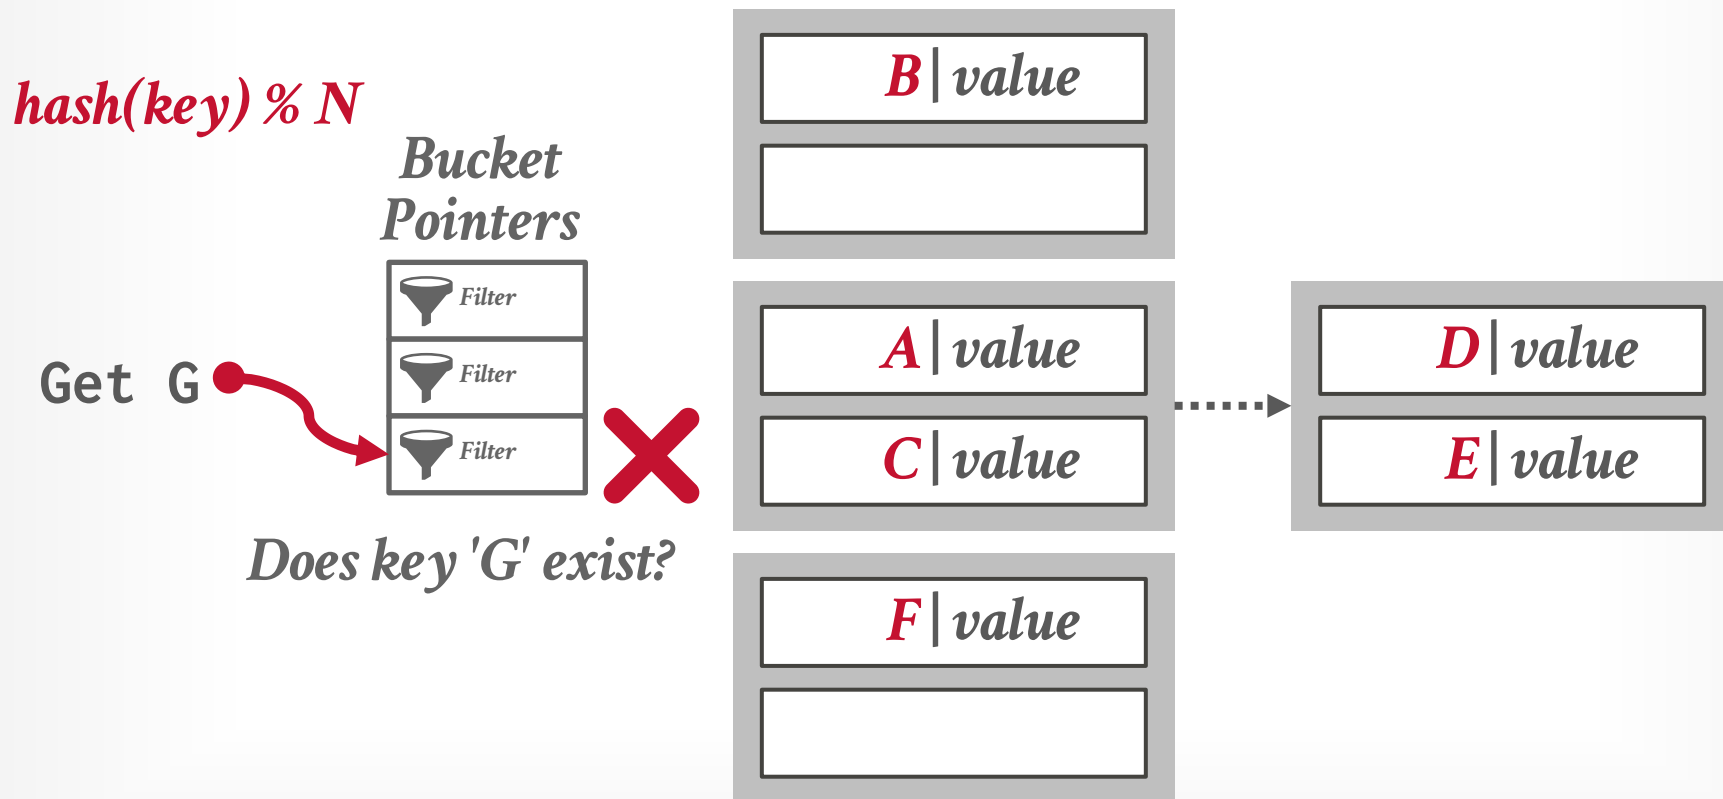 hash(key) % N
Bucket
Pointers
Filter
Filter
Filter
Get G
Does key 'G' exist?
B|value
A|value
C|value
D|value
E|value
F|value